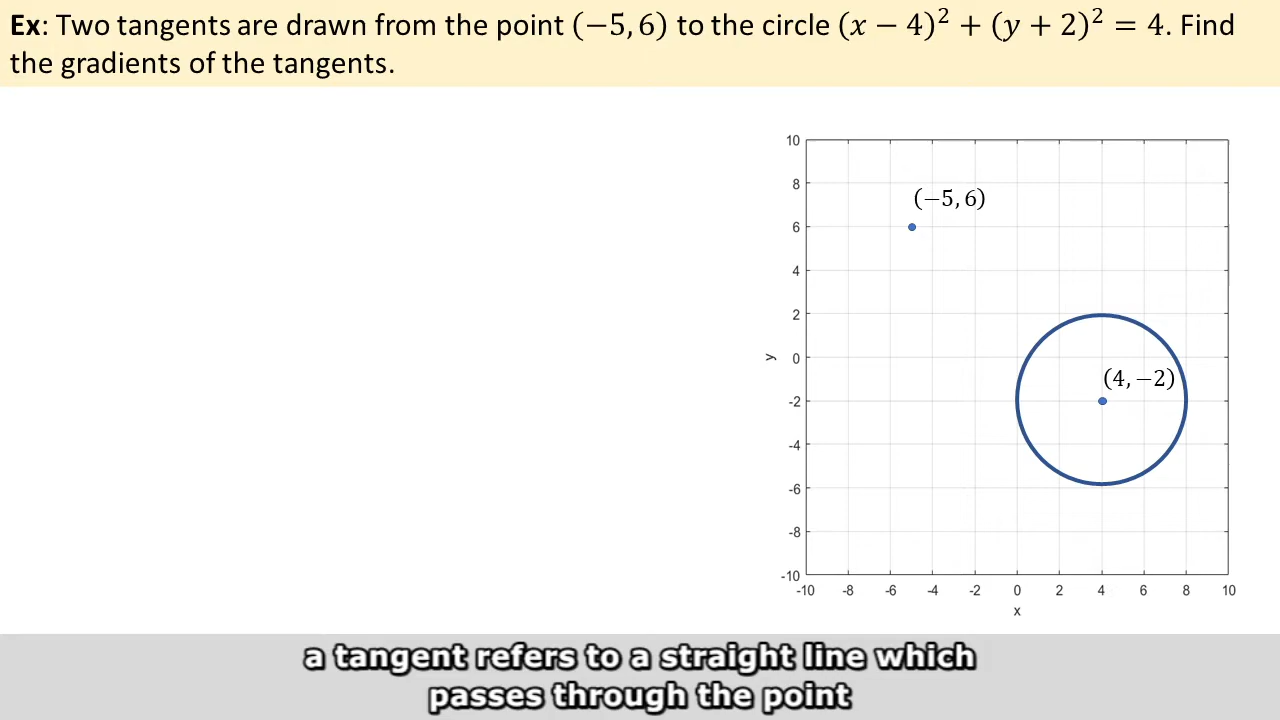 Ex: Two tangents are drawn from the point (−5, 6) to the circle (𝑥 − 4)² + (𝑦 + 2)² = 4. Find
the gradients of the tangents.
10
8
(−5, 6)
6
4
2
y
0
(4, −2)
-2
-4
-6
-8
-10
-10 -8 -6 -4 -2 0 2 4 6 8 10
x
a tangent refers to a straight line which
passes through the point